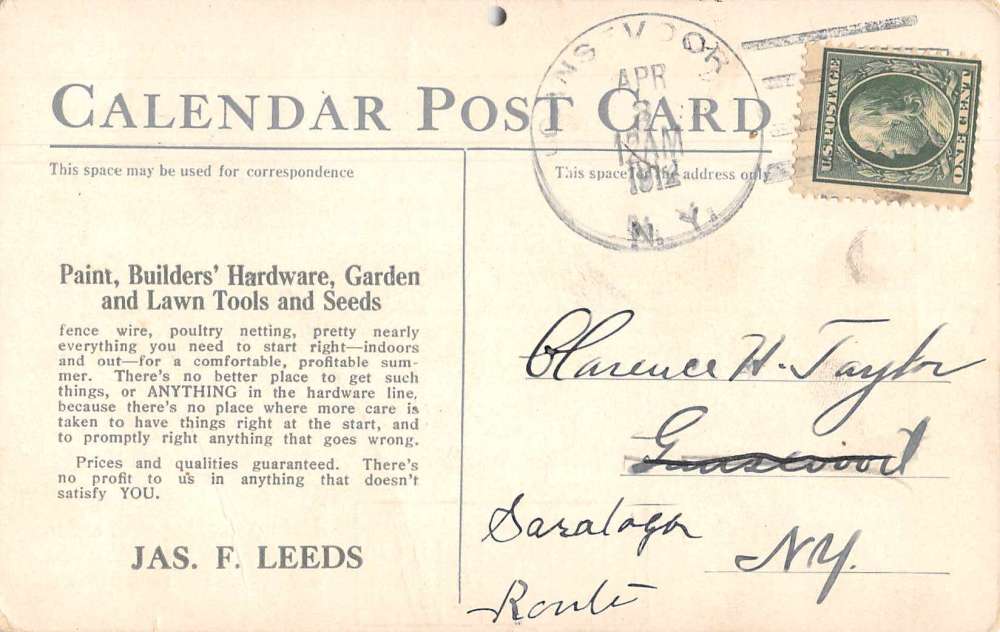 CALENDAR POST CARD
GANSEVOORT
APR
12AM
1912
N. Y.
U.S. POSTAGE
ONE CENT
This space may be used for correspondence
This space for the address only
Paint, Builders' Hardware, Garden
and Lawn Tools and Seeds
fence wire, poultry netting, pretty nearly
everything you need to start right—indoors
and out—for a comfortable, profitable sum-
mer. There's no better place to get such
things, or ANYTHING in the hardware line,
because there's no place where more care is
taken to have things right at the start, and
to promptly right anything that goes wrong.
Prices and qualities guaranteed. There's
no profit to us in anything that doesn't
satisfy YOU.
JAS. F. LEEDS
Clarence H. Taylor
Saratoga
N.Y.
Route